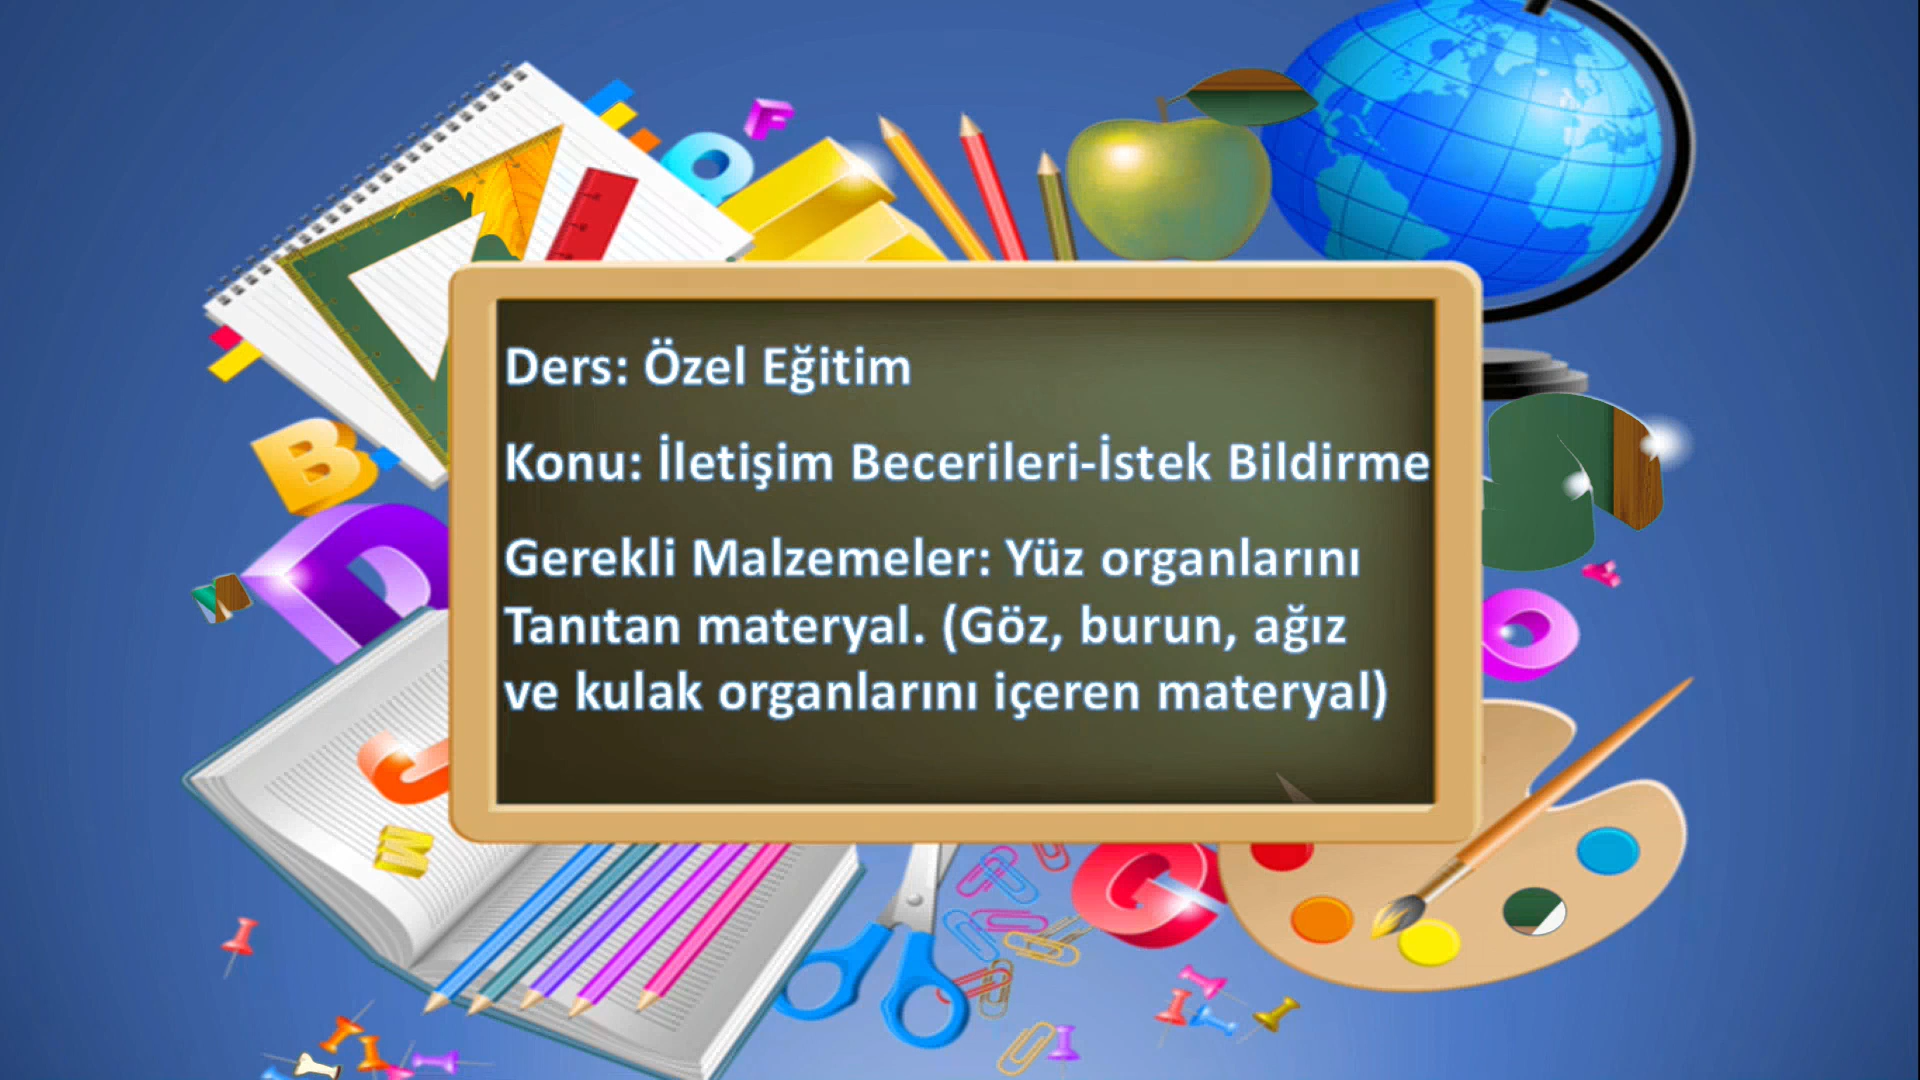 Ders: Özel Eğitim
Konu: İletişim Becerileri-İstek Bildirme
Gerekli Malzemeler: Yüz organlarını
Tanıtan materyal. (Göz, burun, ağız
ve kulak organlarını içeren materyal)